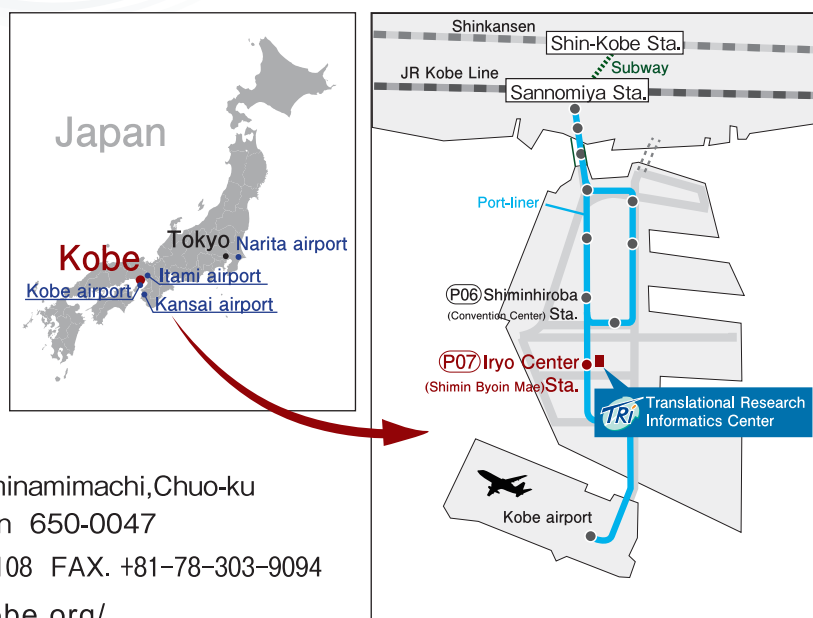 Japan
Tokyo
Narita airport
Kobe
Itami airport
Kobe airport
Kansai airport
Shinkansen
Shin-Kobe Sta.
Subway
JR Kobe Line
Sannomiya Sta.
Port-liner
P06 Shiminhiroba
(Convention Center) Sta.
P07 Iryo Center
(Shimin Byoin Mae) Sta.
TRi Translational Research
Informatics Center
Kobe airport
minamimachi,Chuo-ku
650-0047
108 FAX. +81-78-303-9094